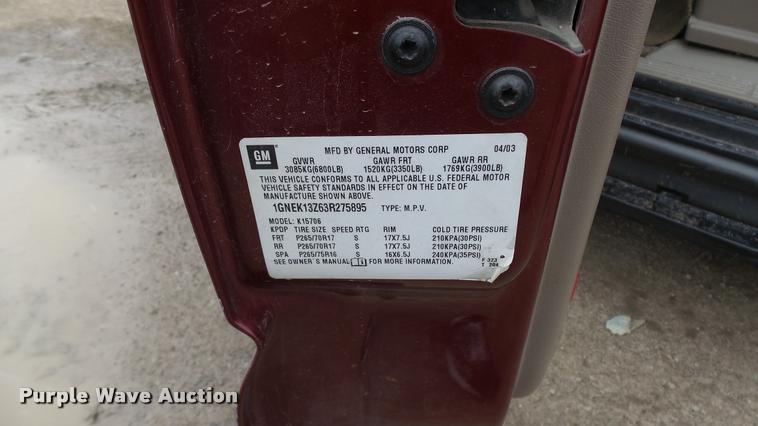 GM
MFD BY GENERAL MOTORS CORP 04/03
GVWR GAWR FRT GAWR RR
3085KG(6800LB) 1520KG(3350LB) 1769KG(3900LB)
THIS VEHICLE CONFORMS TO ALL APPLICABLE U.S. FEDERAL MOTOR
VEHICLE SAFETY STANDARDS IN EFFECT ON THE DATE OF
MANUFACTURE SHOWN ABOVE.
1GNEK13Z63R275895 TYPE: M.P.V.
MODEL: K15706
KPDP TIRE SIZE SPEED RTG RIM COLD TIRE PRESSURE
FRT P265/70R17 S 17X7.5J 210KPA(30PSI)
RR P265/70R17 S 17X7.5J 210KPA(30PSI)
SPA P265/75R16 S 16X6.5J 240KPA(35PSI)
SEE OWNER'S MANUAL FOR MORE INFORMATION.
Purple Wave Auction